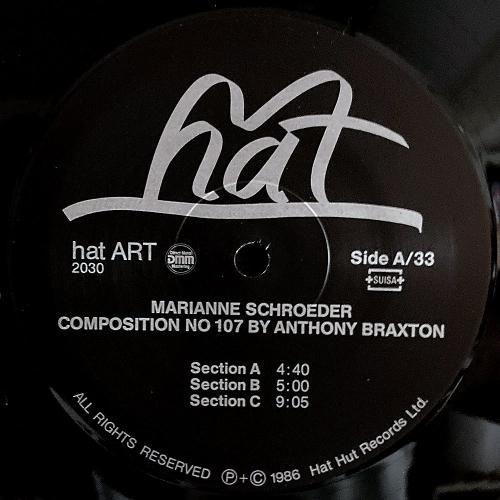 hat
hat ART
2030
Direct Metal
Dmm
Mastering
Side A/33
SUISA
MARIANNE SCHROEDER
COMPOSITION NO 107 BY ANTHONY BRAXTON
Section A 4:40
Section B 5:00
Section C 9:05
ALL RIGHTS RESERVED Ⓟ+© 1986 Hat Hut Records Ltd.